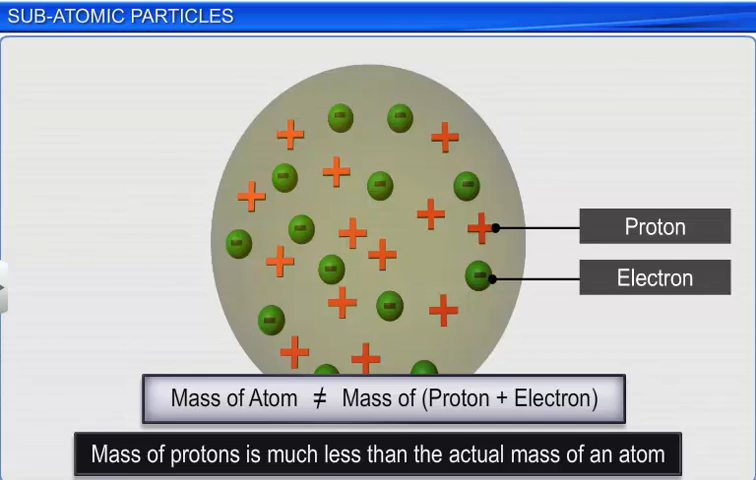 SUB-ATOMIC PARTICLES
Proton
Electron
Mass of Atom ≠ Mass of (Proton + Electron)
Mass of protons is much less than the actual mass of an atom